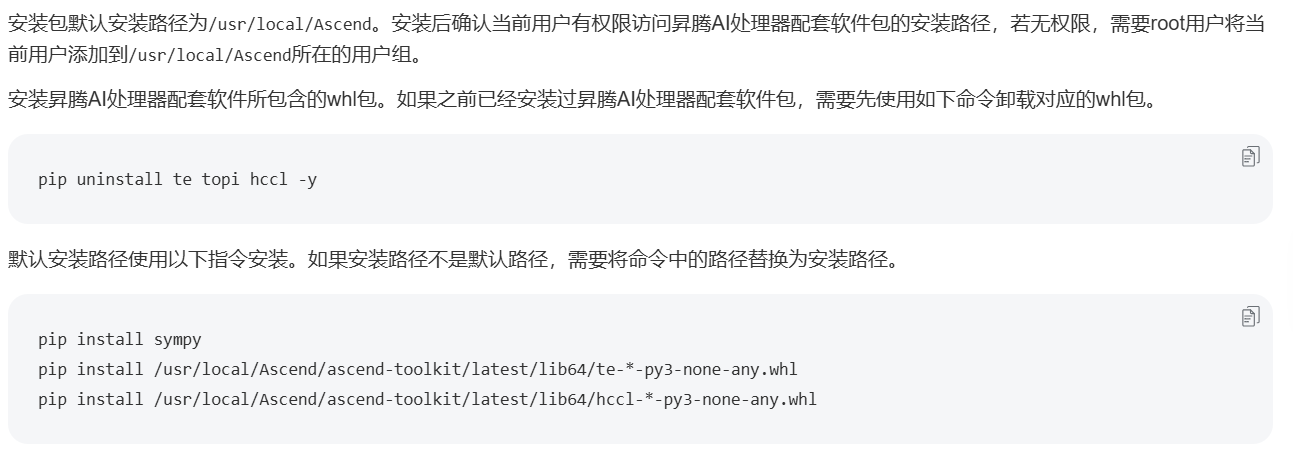 安装包默认安装路径为/usr/local/Ascend。安装后确认当前用户有权限访问昇腾AI处理器配套软件包的安装路径，若无权限，需要root用户将当
前用户添加到/usr/local/Ascend所在的用户组。
安装昇腾AI处理器配套软件所包含的whl包。如果之前已经安装过昇腾AI处理器配套软件包，需要先使用如下命令卸载对应的whl包。
pip uninstall te topi hccl -y
默认安装路径使用以下指令安装。如果安装路径不是默认路径，需要将命令中的路径替换为安装路径。
pip install sympy
pip install /usr/local/Ascend/ascend-toolkit/latest/lib64/te-*-py3-none-any.whl
pip install /usr/local/Ascend/ascend-toolkit/latest/lib64/hccl-*-py3-none-any.whl